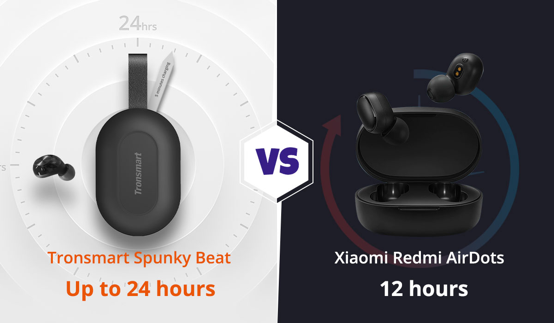 24hrs
Tronsmart
VS
Tronsmart Spunky Beat
Up to 24 hours
Xiaomi Redmi AirDots
12 hours